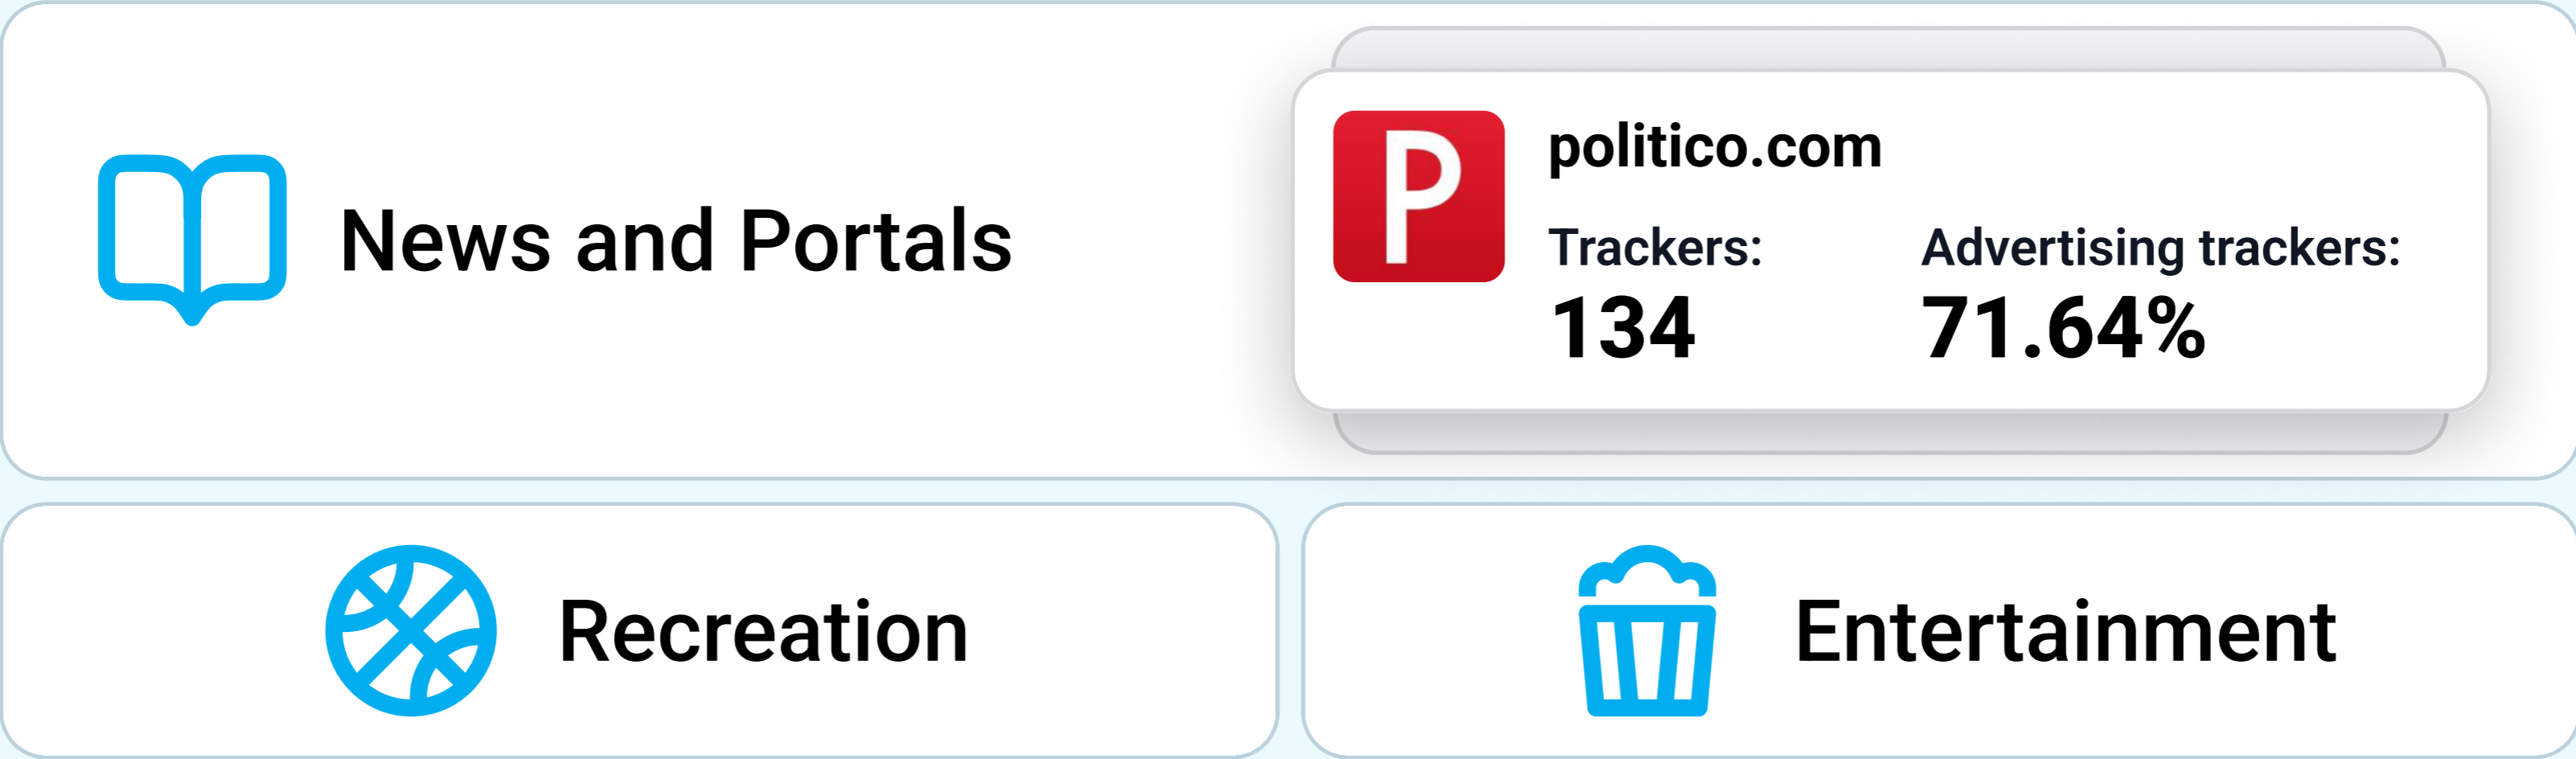 News and Portals
P
politico.com
Trackers: Advertising trackers:
134 71.64%
Recreation
Entertainment